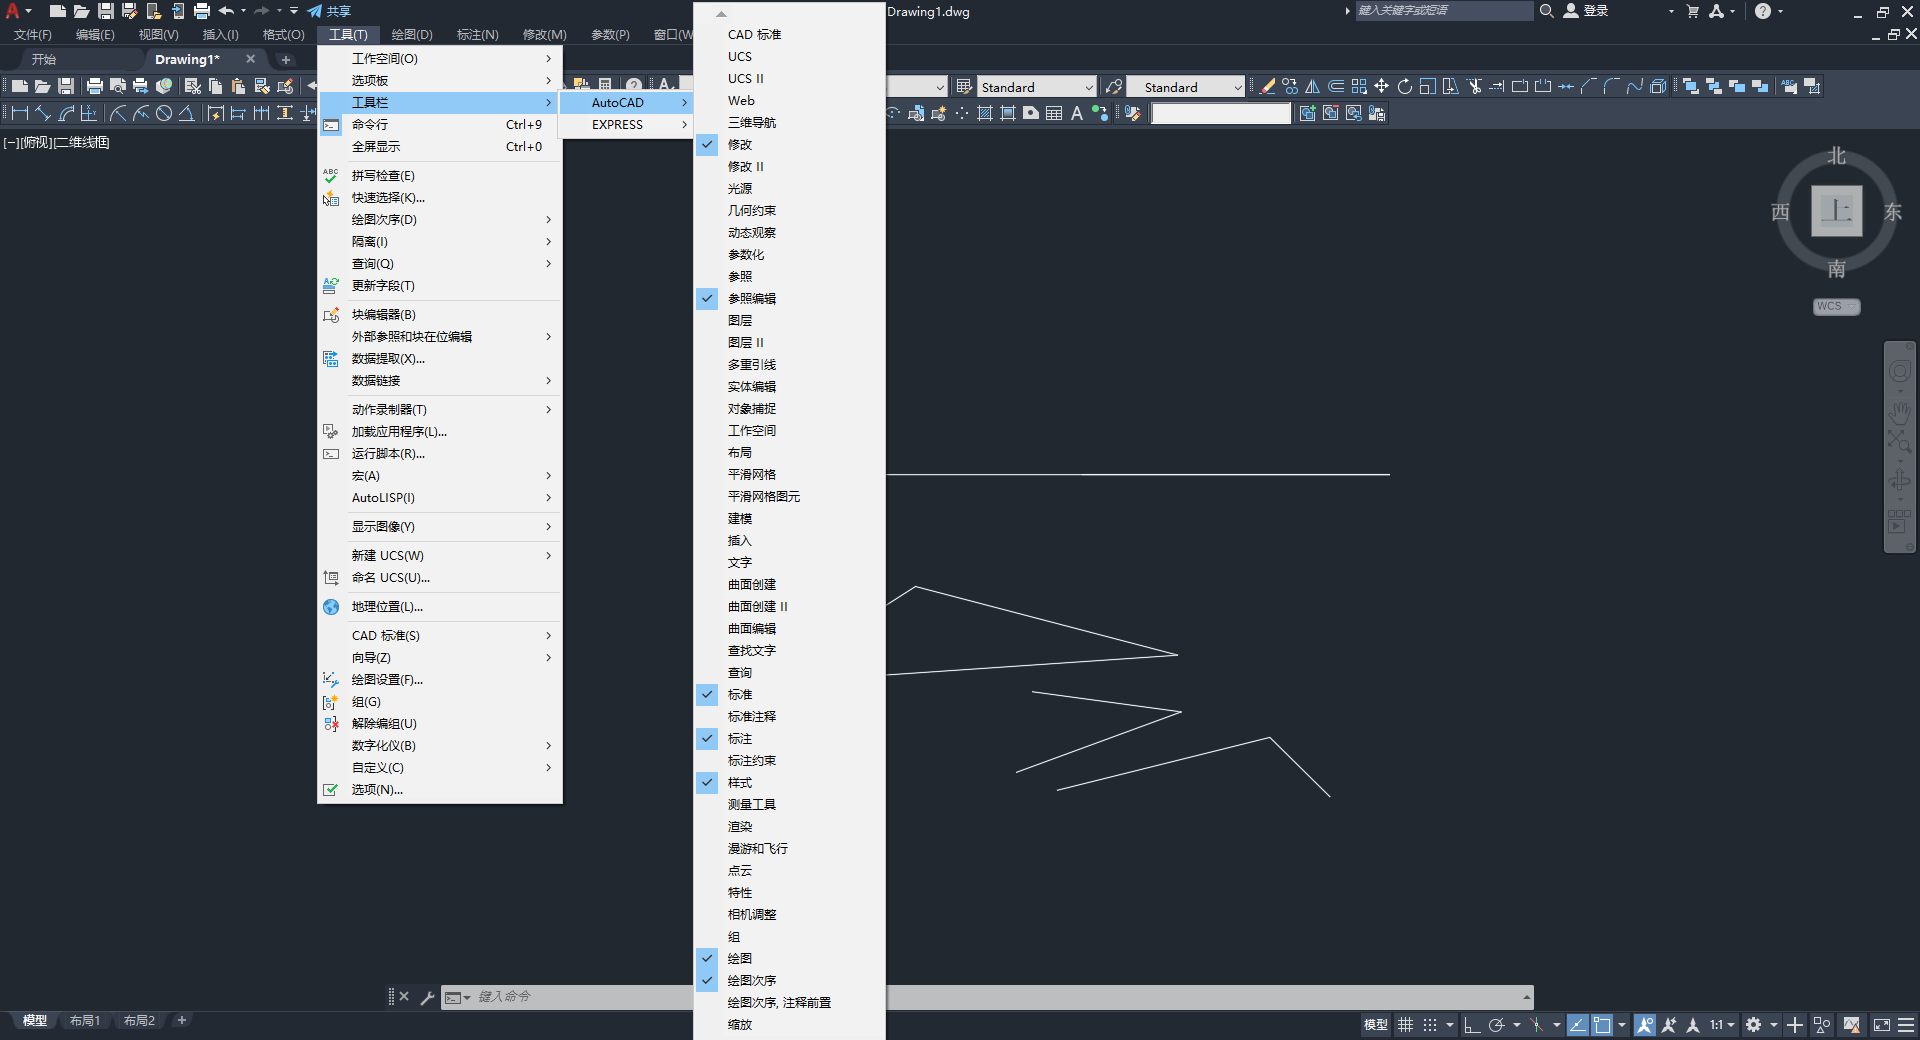 共享
Drawing1.dwg
键入关键字或短语
登录
文件(F) 编辑(E) 视图(V) 插入(I) 格式(O) 工具(T) 绘图(D) 标注(N) 修改(M) 参数(P) 窗口(W
开始
Drawing1*
Standard
Standard
[−][俯视][二维线框]
工作空间(O)
选项板
工具栏
命令行 Ctrl+9
全屏显示 Ctrl+0
拼写检查(E)
快速选择(K)...
绘图次序(D)
隔离(I)
查询(Q)
更新字段(T)
块编辑器(B)
外部参照和块在位编辑
数据提取(X)...
数据链接
动作录制器(T)
加载应用程序(L)...
运行脚本(R)...
宏(A)
AutoLISP(I)
显示图像(Y)
新建 UCS(W)
命名 UCS(U)...
地理位置(L)...
CAD 标准(S)
向导(Z)
绘图设置(F)...
组(G)
解除编组(U)
数字化仪(B)
自定义(C)
选项(N)...
AutoCAD
EXPRESS
CAD 标准
UCS
UCS II
Web
三维导航
修改
修改 II
光源
几何约束
动态观察
参数化
参照
参照编辑
图层
图层 II
多重引线
实体编辑
对象捕捉
工作空间
布局
平滑网格
平滑网格图元
建模
插入
文字
曲面创建
曲面创建 II
曲面编辑
查找文字
查询
标准
标准注释
标注
标注约束
样式
测量工具
渲染
漫游和飞行
点云
特性
相机调整
组
绘图
绘图次序
绘图次序, 注释前置
缩放
北
西 上 东
南
WCS
键入命令
模型 布局1 布局2
模型
1:1